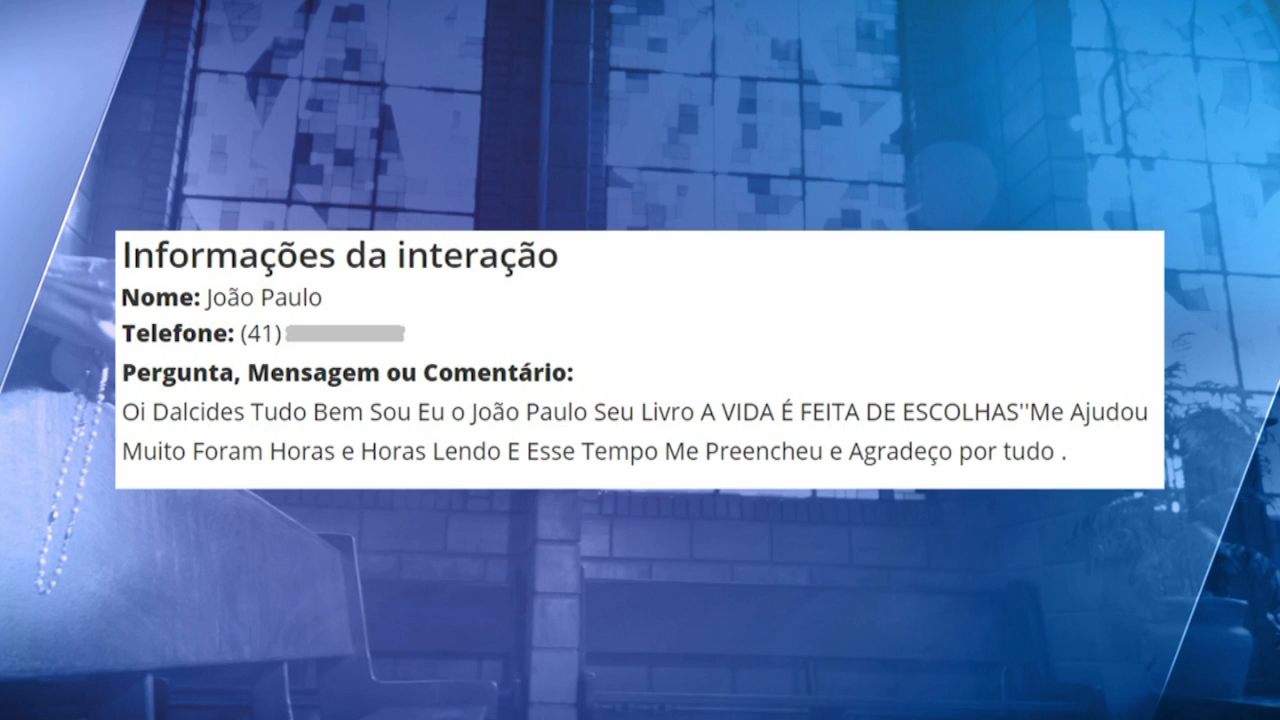 Informações da interação
Nome: João Paulo
Telefone: (41)
Pergunta, Mensagem ou Comentário:
Oi Dalcides Tudo Bem Sou Eu o João Paulo Seu Livro A VIDA É FEITA DE ESCOLHAS''Me Ajudou
Muito Foram Horas e Horas Lendo E Esse Tempo Me Preencheu e Agradeço por tudo .